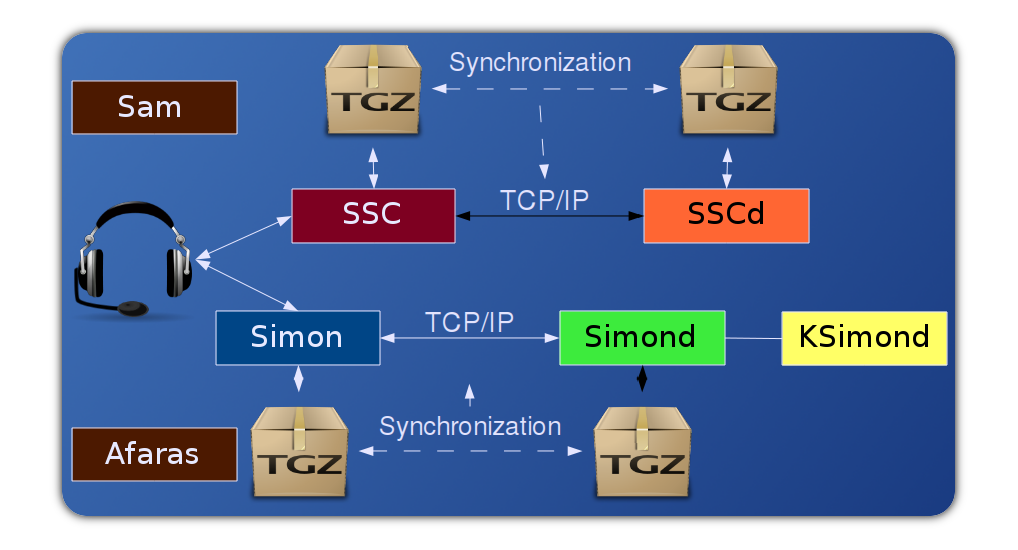 Synchronization
TGZ
TGZ
Sam
TCP/IP
SSC
SSCd
TCP/IP
Simon
Simond
KSimond
Synchronization
Afaras
TGZ
TGZ